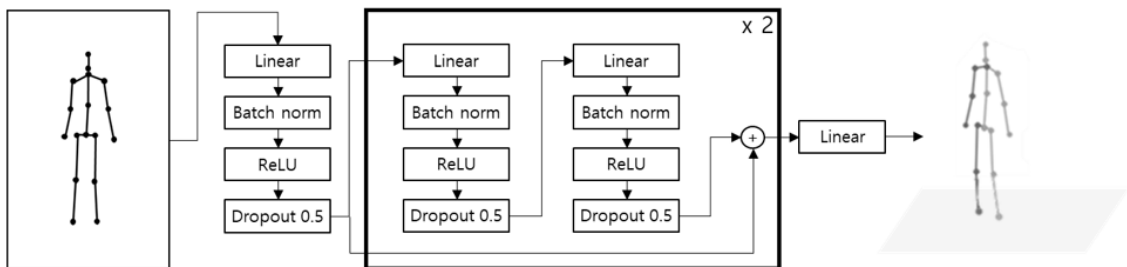 x 2
Linear
Batch norm
ReLU
Dropout 0.5
Linear
Batch norm
ReLU
Dropout 0.5
Linear
Batch norm
ReLU
Dropout 0.5
+
Linear